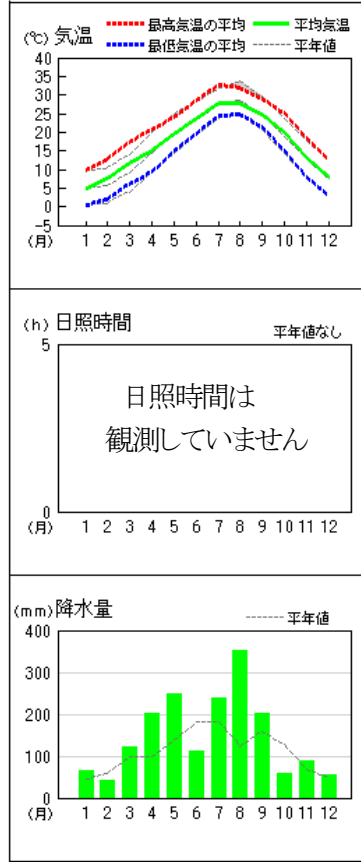 (℃) 気温
最高気温の平均 平均気温
最低気温の平均 平年値
40
35
30
25
20
15
10
5
0
-5
1 2 3 4 5 6 7 8 9 10 11 12
(月)
(h) 日照時間
平年値なし
5
日照時間は
観測していません
0
(月) 1 2 3 4 5 6 7 8 9 10 11 12
(mm) 降水量
平年値
400
300
200
100
0
1 2 3 4 5 6 7 8 9 10 11 12
(月)